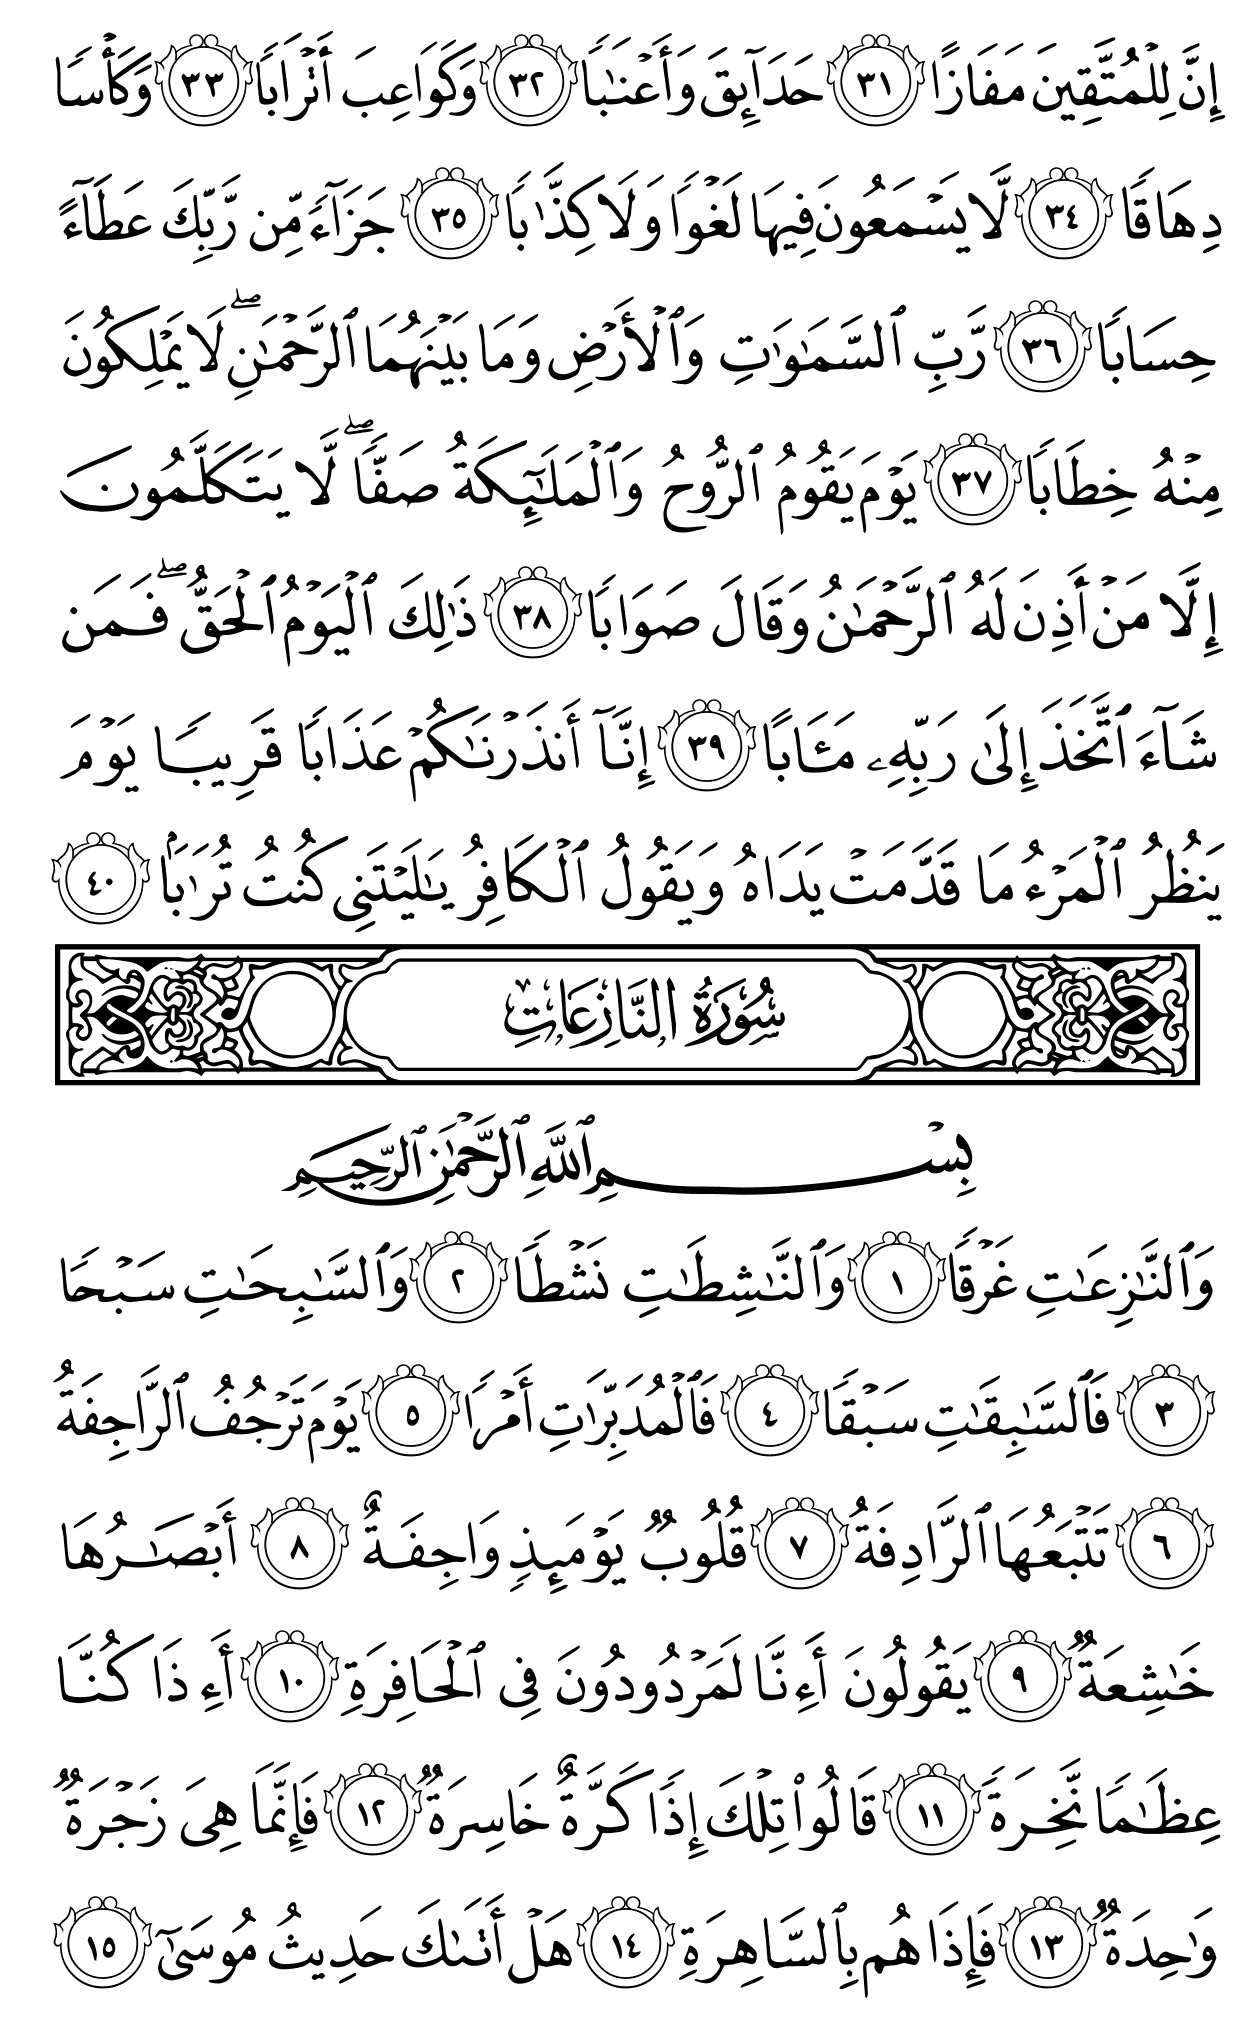 إِنَّ لِلْمُتَّقِينَ مَفَازًا ٣١ حَدَآئِقَ وَأَعْنَٰبًا ٣٢ وَكَوَاعِبَ أَتْرَابًا ٣٣ وَكَأْسًا
دِهَاقًا ٣٤ لَّا يَسْمَعُونَ فِيهَا لَغْوًا وَلَا كِذَّٰبًا ٣٥ جَزَآءً مِّن رَّبِّكَ عَطَآءً
حِسَابًا ٣٦ رَّبِّ ٱلسَّمَٰوَٰتِ وَٱلْأَرْضِ وَمَا بَيْنَهُمَا ٱلرَّحْمَٰنِ ۖ لَا يَمْلِكُونَ
مِنْهُ خِطَابًا ٣٧ يَوْمَ يَقُومُ ٱلرُّوحُ وَٱلْمَلَٰٓئِكَةُ صَفًّا ۖ لَّا يَتَكَلَّمُونَ
إِلَّا مَنْ أَذِنَ لَهُ ٱلرَّحْمَٰنُ وَقَالَ صَوَابًا ٣٨ ذَٰلِكَ ٱلْيَوْمُ ٱلْحَقُّ ۖ فَمَن
شَآءَ ٱتَّخَذَ إِلَىٰ رَبِّهِۦ مَـَٔابًا ٣٩ إِنَّآ أَنذَرْنَٰكُمْ عَذَابًا قَرِيبًا يَوْمَ
يَنظُرُ ٱلْمَرْءُ مَا قَدَّمَتْ يَدَاهُ وَيَقُولُ ٱلْكَافِرُ يَٰلَيْتَنِى كُنتُ تُرَٰبًۢا ٤٠
سُورَةُ النَّازِعَاتِ
بِسْمِ ٱللَّهِ ٱلرَّحْمَٰنِ ٱلرَّحِيمِ
وَٱلنَّٰزِعَٰتِ غَرْقًا ١ وَٱلنَّٰشِطَٰتِ نَشْطًا ٢ وَٱلسَّٰبِحَٰتِ سَبْحًا
٣ فَٱلسَّٰبِقَٰتِ سَبْقًا ٤ فَٱلْمُدَبِّرَٰتِ أَمْرًا ٥ يَوْمَ تَرْجُفُ ٱلرَّاجِفَةُ
٦ تَتْبَعُهَا ٱلرَّادِفَةُ ٧ قُلُوبٌ يَوْمَئِذٍ وَاجِفَةٌ ٨ أَبْصَٰرُهَا
خَٰشِعَةٌ ٩ يَقُولُونَ أَءِنَّا لَمَرْدُودُونَ فِى ٱلْحَافِرَةِ ١٠ أَءِذَا كُنَّا
عِظَٰمًا نَّخِرَةً ١١ قَالُوا۟ تِلْكَ إِذًا كَرَّةٌ خَاسِرَةٌ ١٢ فَإِنَّمَا هِىَ زَجْرَةٌ
وَٰحِدَةٌ ١٣ فَإِذَا هُم بِٱلسَّاهِرَةِ ١٤ هَلْ أَتَىٰكَ حَدِيثُ مُوسَىٰٓ ١٥